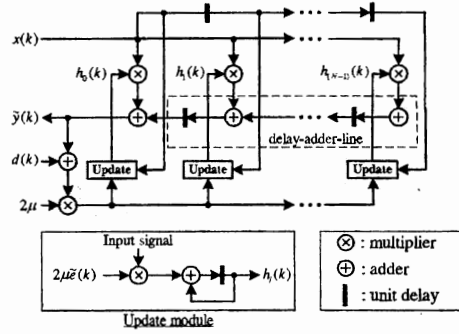 x(k)
h₀(k) h₁(k) h₍N−1₎(k)
ỹ(k)
delay-adder-line
d(k)
Update Update Update
2μ
Input signal
2μẽ(k) hᵢ(k)
Update module
: multiplier
: adder
: unit delay